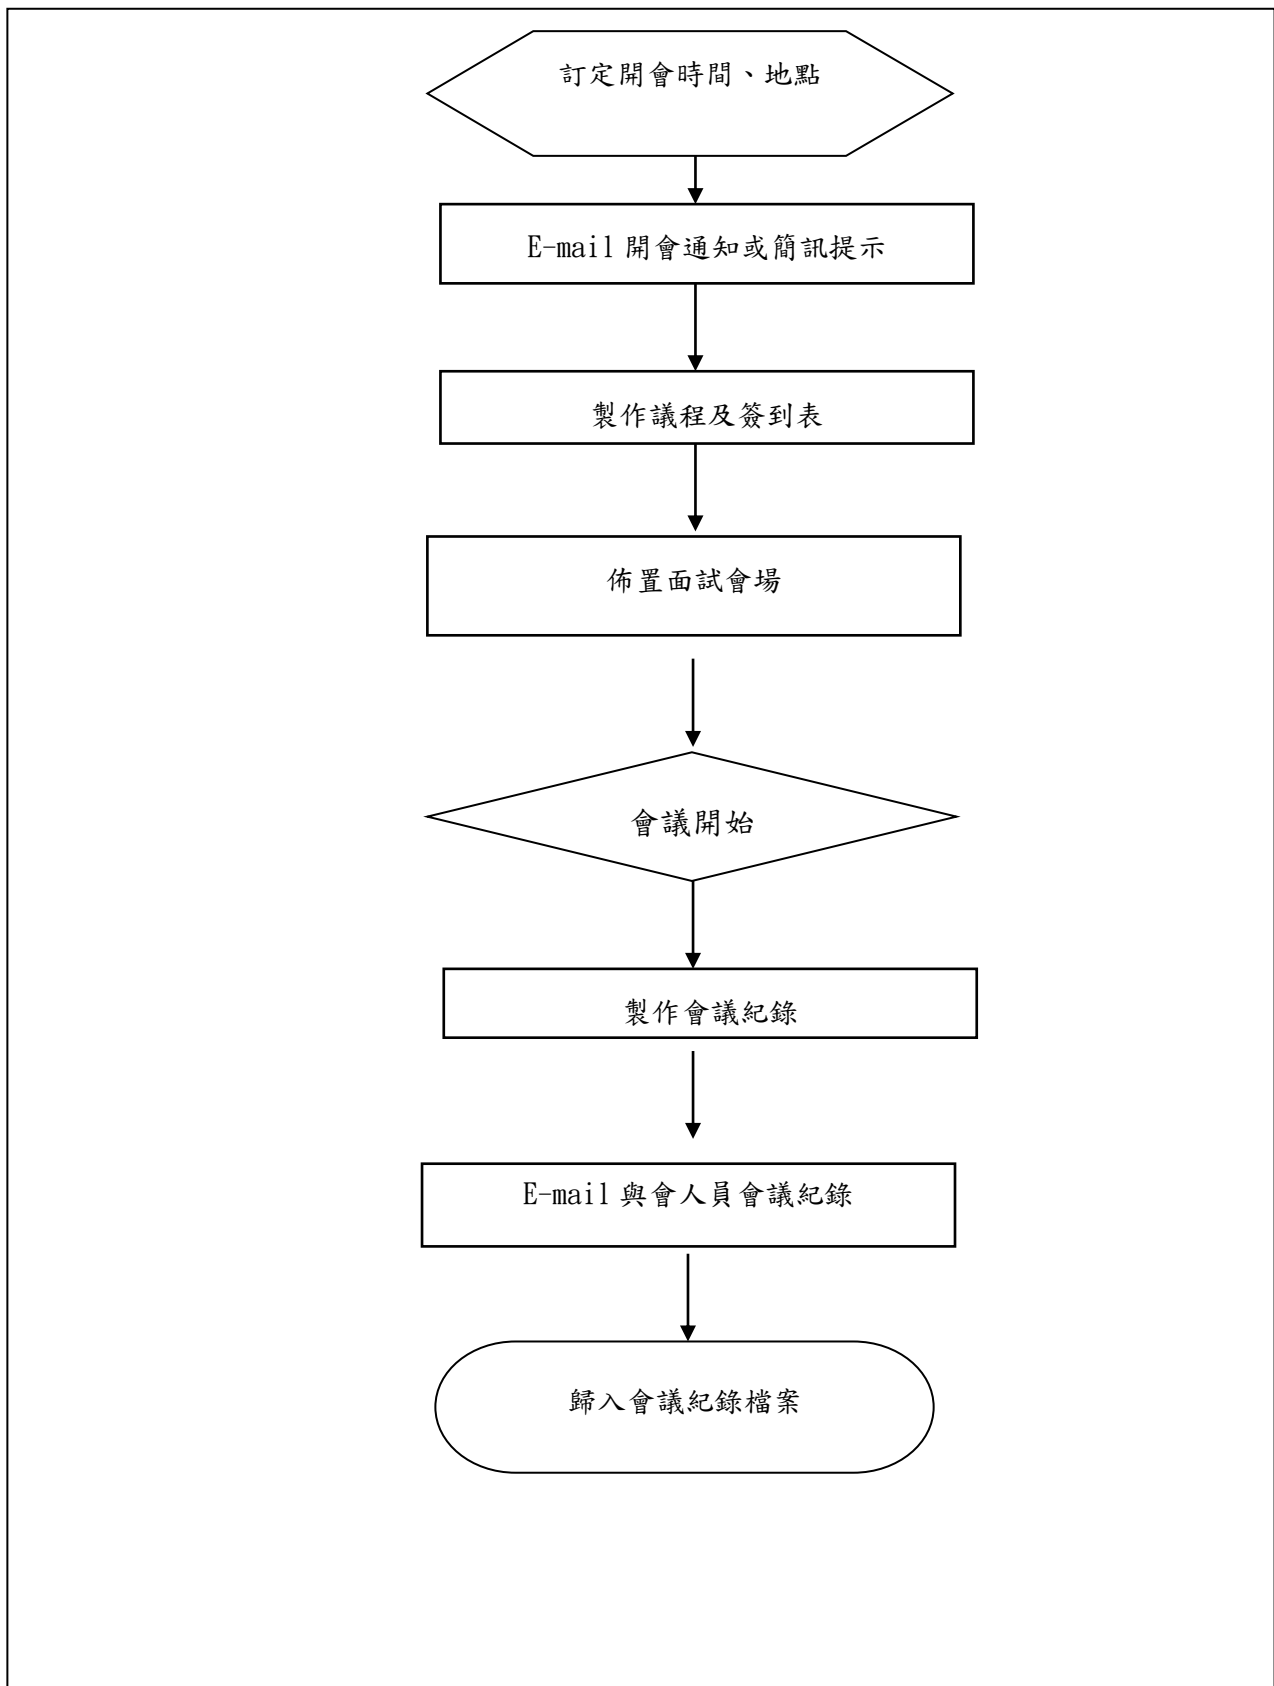 訂定開會時間、地點
E-mail 開會通知或簡訊提示
製作議程及簽到表
佈置面試會場
會議開始
製作會議紀錄
E-mail 與會人員會議紀錄
歸入會議紀錄檔案